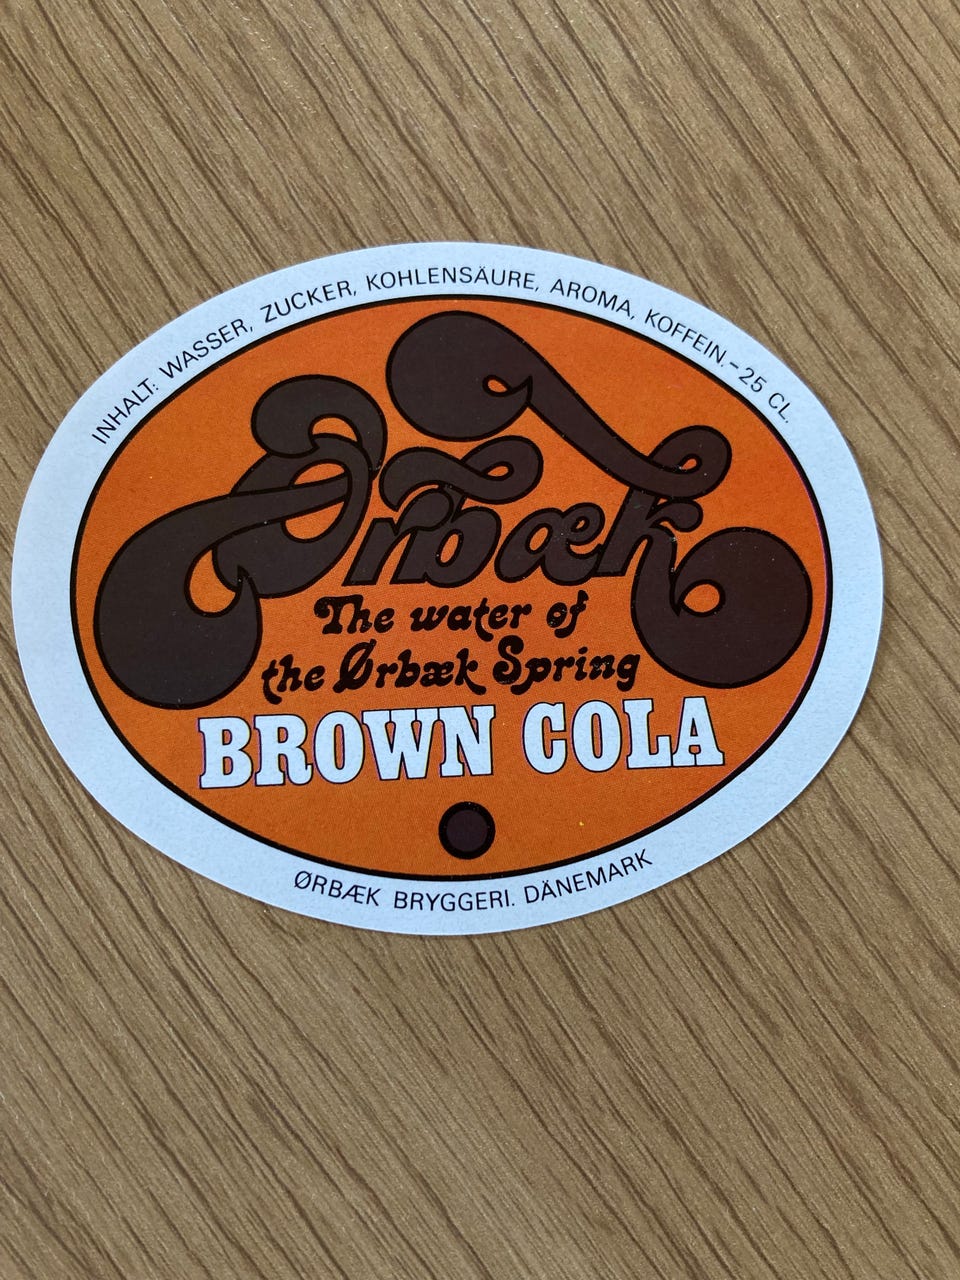 INHALT: WASSER, ZUCKER, KOHLENSÄURE, AROMA, KOFFEIN.-25 CL.
Ørbæk
The water of
the Ørbæk Spring
BROWN COLA
ØRBÆK BRYGGERI. DÄNEMARK